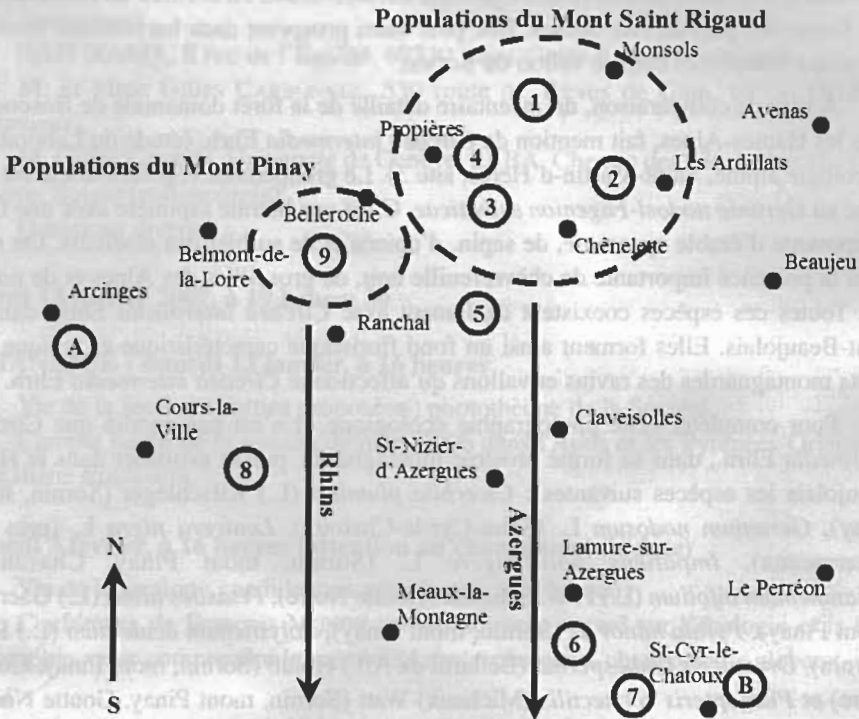 Populations du Mont Saint Rigaud
Monsols
1
Avenas
Propières
4
Les Ardillats
2
Populations du Mont Pinay
3
Belleroche
Chênelette
Belmont-de-
la-Loire
9
Beaujeu
Arcinges
5
Ranchal
A
Claveisolles
Cours-la-
Ville
St-Nizier-
d'Azergues
8
Rhins
Azergues
N
Lamure-sur-
Azergues
Le Perréon
Meaux-la-
Montagne
6
St-Cyr-le-
Chatoux
7
B
S